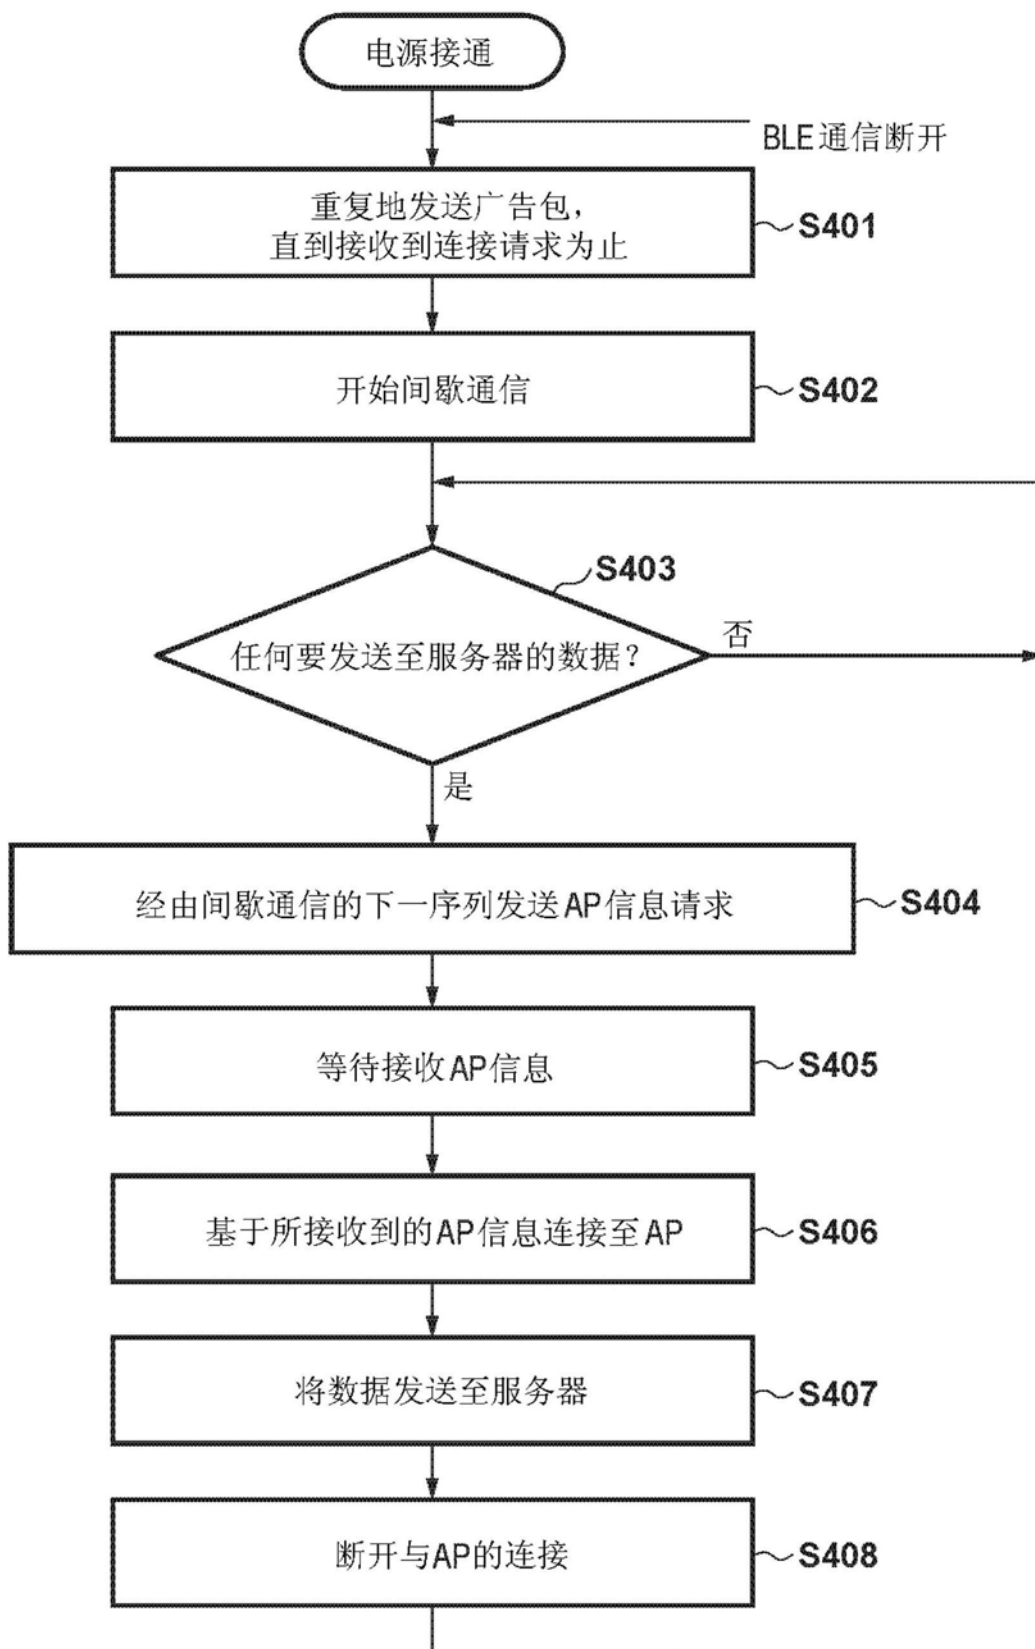 电源接通
BLE通信断开
重复地发送广告包，
直到接收到连接请求为止
S401
开始间歇通信
S402
S403
任何要发送至服务器的数据？
否
是
经由间歇通信的下一序列发送AP信息请求
S404
等待接收AP信息
S405
基于所接收到的AP信息连接至AP
S406
将数据发送至服务器
S407
断开与AP的连接
S408